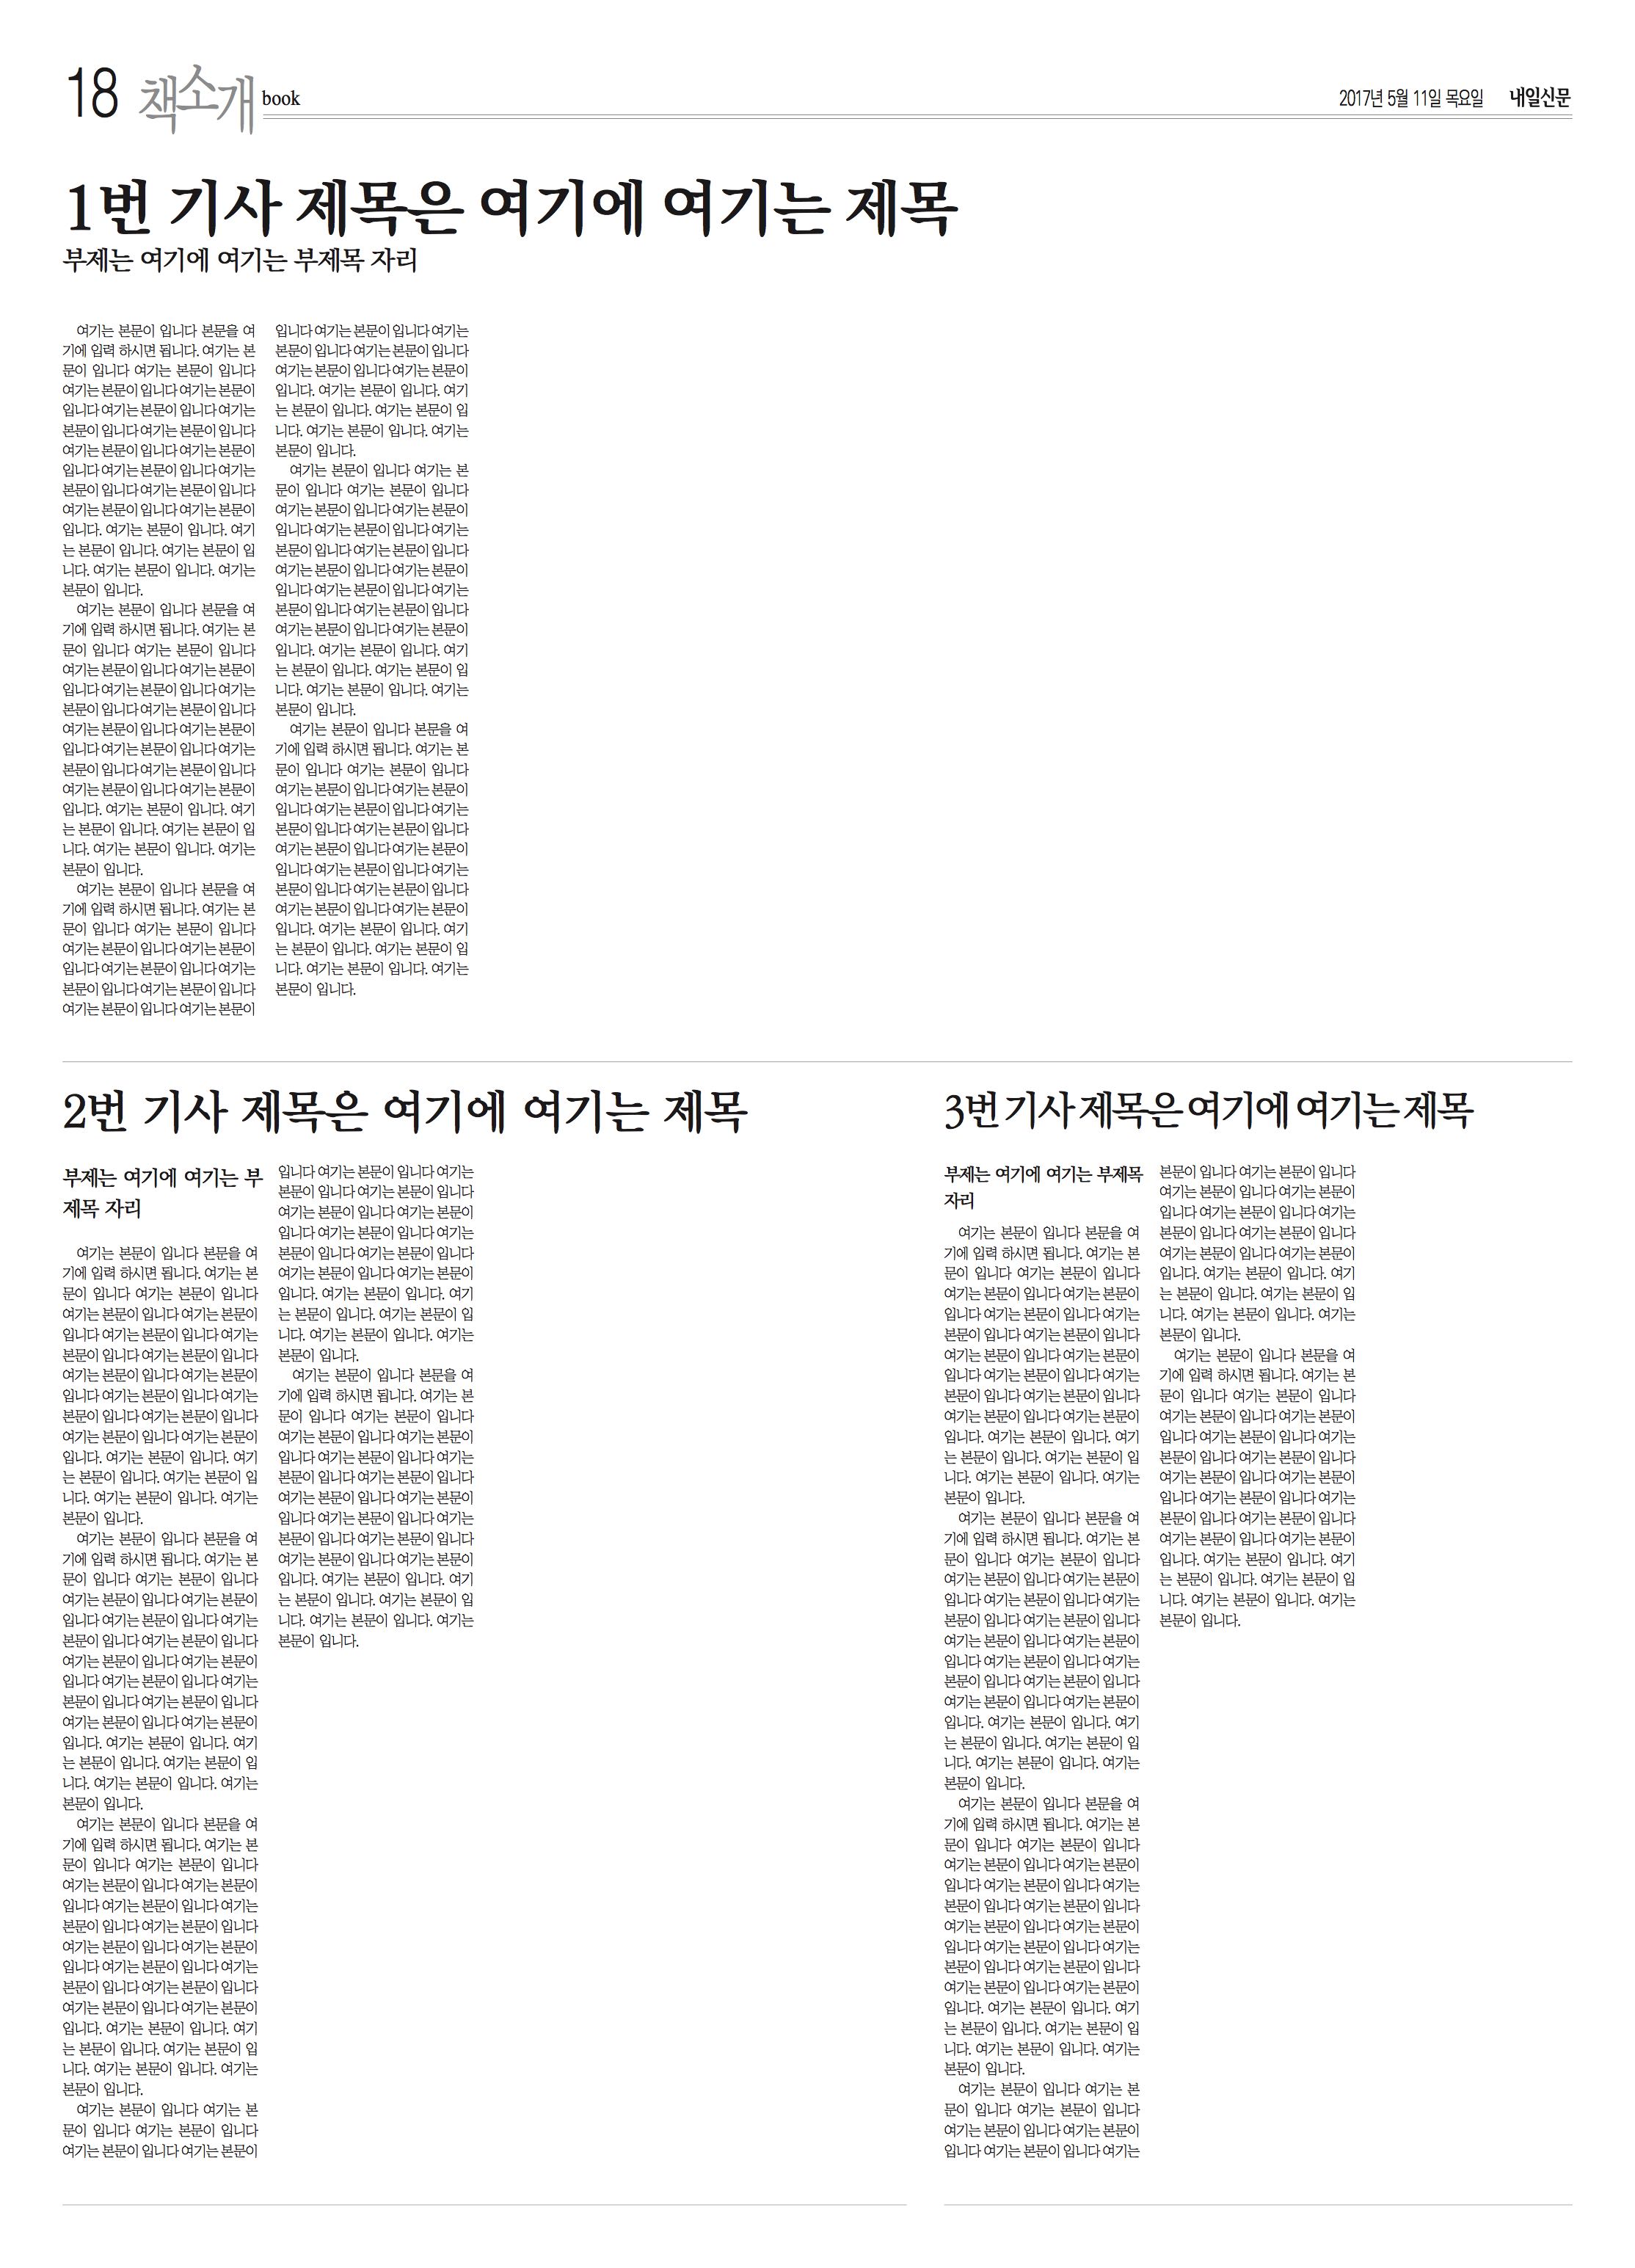 18 책소개 book
2017년 5월 11일 목요일 내일신문
1번 기사 제목은 여기에 여기는 제목
부제는 여기에 여기는 부제목 자리
여기는 본문이 입니다 본문을 여
기에 입력 하시면 됩니다. 여기는 본
문이 입니다 여기는 본문이 입니다
여기는 본문이 입니다 여기는 본문이
입니다 여기는 본문이 입니다 여기는
본문이 입니다 여기는 본문이 입니다
여기는 본문이 입니다 여기는 본문이
입니다 여기는 본문이 입니다 여기는
본문이 입니다 여기는 본문이 입니다
여기는 본문이 입니다 여기는 본문이
입니다. 여기는 본문이 입니다. 여기
는 본문이 입니다. 여기는 본문이 입
니다. 여기는 본문이 입니다. 여기는
본문이 입니다.
여기는 본문이 입니다 본문을 여
기에 입력 하시면 됩니다. 여기는 본
문이 입니다 여기는 본문이 입니다
여기는 본문이 입니다 여기는 본문이
입니다 여기는 본문이 입니다 여기는
본문이 입니다 여기는 본문이 입니다
여기는 본문이 입니다 여기는 본문이
입니다 여기는 본문이 입니다 여기는
본문이 입니다 여기는 본문이 입니다
여기는 본문이 입니다 여기는 본문이
입니다. 여기는 본문이 입니다. 여기
는 본문이 입니다. 여기는 본문이 입
니다. 여기는 본문이 입니다. 여기는
본문이 입니다.
여기는 본문이 입니다 본문을 여
기에 입력 하시면 됩니다. 여기는 본
문이 입니다 여기는 본문이 입니다
여기는 본문이 입니다 여기는 본문이
입니다 여기는 본문이 입니다 여기는
본문이 입니다 여기는 본문이 입니다
여기는 본문이 입니다 여기는 본문이
입니다 여기는 본문이 입니다 여기는
본문이 입니다 여기는 본문이 입니다
여기는 본문이 입니다 여기는 본문이
입니다. 여기는 본문이 입니다. 여기
는 본문이 입니다. 여기는 본문이 입
니다. 여기는 본문이 입니다. 여기는
본문이 입니다.
여기는 본문이 입니다 여기는 본
문이 입니다 여기는 본문이 입니다
여기는 본문이 입니다 여기는 본문이
입니다 여기는 본문이 입니다 여기는
본문이 입니다 여기는 본문이 입니다
여기는 본문이 입니다 여기는 본문이
입니다 여기는 본문이 입니다 여기는
본문이 입니다 여기는 본문이 입니다
여기는 본문이 입니다 여기는 본문이
입니다. 여기는 본문이 입니다. 여기
는 본문이 입니다. 여기는 본문이 입
니다. 여기는 본문이 입니다. 여기는
본문이 입니다.
여기는 본문이 입니다 본문을 여
기에 입력 하시면 됩니다. 여기는 본
문이 입니다 여기는 본문이 입니다
여기는 본문이 입니다 여기는 본문이
입니다 여기는 본문이 입니다 여기는
본문이 입니다 여기는 본문이 입니다
여기는 본문이 입니다 여기는 본문이
입니다 여기는 본문이 입니다 여기는
본문이 입니다 여기는 본문이 입니다
여기는 본문이 입니다 여기는 본문이
입니다. 여기는 본문이 입니다. 여기
는 본문이 입니다. 여기는 본문이 입
니다. 여기는 본문이 입니다. 여기는
본문이 입니다.
2번 기사 제목은 여기에 여기는 제목
부제는 여기에 여기는 부
제목 자리
여기는 본문이 입니다 본문을 여
기에 입력 하시면 됩니다. 여기는 본
문이 입니다 여기는 본문이 입니다
여기는 본문이 입니다 여기는 본문이
입니다 여기는 본문이 입니다 여기는
본문이 입니다 여기는 본문이 입니다
여기는 본문이 입니다 여기는 본문이
입니다 여기는 본문이 입니다 여기는
본문이 입니다 여기는 본문이 입니다
여기는 본문이 입니다 여기는 본문이
입니다. 여기는 본문이 입니다. 여기
는 본문이 입니다. 여기는 본문이 입
니다. 여기는 본문이 입니다. 여기는
본문이 입니다.
여기는 본문이 입니다 본문을 여
기에 입력 하시면 됩니다. 여기는 본
문이 입니다 여기는 본문이 입니다
여기는 본문이 입니다 여기는 본문이
입니다 여기는 본문이 입니다 여기는
본문이 입니다 여기는 본문이 입니다
여기는 본문이 입니다 여기는 본문이
입니다 여기는 본문이 입니다 여기는
본문이 입니다 여기는 본문이 입니다
여기는 본문이 입니다 여기는 본문이
입니다. 여기는 본문이 입니다. 여기
는 본문이 입니다. 여기는 본문이 입
니다. 여기는 본문이 입니다. 여기는
본문이 입니다.
여기는 본문이 입니다 본문을 여
기에 입력 하시면 됩니다. 여기는 본
문이 입니다 여기는 본문이 입니다
여기는 본문이 입니다 여기는 본문이
입니다 여기는 본문이 입니다 여기는
본문이 입니다 여기는 본문이 입니다
여기는 본문이 입니다 여기는 본문이
입니다 여기는 본문이 입니다 여기는
본문이 입니다 여기는 본문이 입니다
여기는 본문이 입니다 여기는 본문이
입니다. 여기는 본문이 입니다. 여기
는 본문이 입니다. 여기는 본문이 입
니다. 여기는 본문이 입니다. 여기는
본문이 입니다.
여기는 본문이 입니다 여기는 본
문이 입니다 여기는 본문이 입니다
여기는 본문이 입니다 여기는 본문이
입니다 여기는 본문이 입니다 여기는
본문이 입니다 여기는 본문이 입니다
여기는 본문이 입니다 여기는 본문이
입니다 여기는 본문이 입니다 여기는
본문이 입니다 여기는 본문이 입니다
여기는 본문이 입니다 여기는 본문이
입니다. 여기는 본문이 입니다. 여기
는 본문이 입니다. 여기는 본문이 입
니다. 여기는 본문이 입니다. 여기는
본문이 입니다.
여기는 본문이 입니다 본문을 여
기에 입력 하시면 됩니다. 여기는 본
문이 입니다 여기는 본문이 입니다
여기는 본문이 입니다 여기는 본문이
입니다 여기는 본문이 입니다 여기는
본문이 입니다 여기는 본문이 입니다
여기는 본문이 입니다 여기는 본문이
입니다 여기는 본문이 입니다 여기는
본문이 입니다 여기는 본문이 입니다
여기는 본문이 입니다 여기는 본문이
입니다. 여기는 본문이 입니다. 여기
는 본문이 입니다. 여기는 본문이 입
니다. 여기는 본문이 입니다. 여기는
본문이 입니다.
3번 기사 제목은 여기에 여기는 제목
부제는 여기에 여기는 부제목
자리
여기는 본문이 입니다 본문을 여
기에 입력 하시면 됩니다. 여기는 본
문이 입니다 여기는 본문이 입니다
여기는 본문이 입니다 여기는 본문이
입니다 여기는 본문이 입니다 여기는
본문이 입니다 여기는 본문이 입니다
여기는 본문이 입니다 여기는 본문이
입니다 여기는 본문이 입니다 여기는
본문이 입니다 여기는 본문이 입니다
여기는 본문이 입니다 여기는 본문이
입니다. 여기는 본문이 입니다. 여기
는 본문이 입니다. 여기는 본문이 입
니다. 여기는 본문이 입니다. 여기는
본문이 입니다.
여기는 본문이 입니다 본문을 여
기에 입력 하시면 됩니다. 여기는 본
문이 입니다 여기는 본문이 입니다
여기는 본문이 입니다 여기는 본문이
입니다 여기는 본문이 입니다 여기는
본문이 입니다 여기는 본문이 입니다
여기는 본문이 입니다 여기는 본문이
입니다 여기는 본문이 입니다 여기는
본문이 입니다 여기는 본문이 입니다
여기는 본문이 입니다 여기는 본문이
입니다. 여기는 본문이 입니다. 여기
는 본문이 입니다. 여기는 본문이 입
니다. 여기는 본문이 입니다. 여기는
본문이 입니다.
여기는 본문이 입니다 본문을 여
기에 입력 하시면 됩니다. 여기는 본
문이 입니다 여기는 본문이 입니다
여기는 본문이 입니다 여기는 본문이
입니다 여기는 본문이 입니다 여기는
본문이 입니다 여기는 본문이 입니다
여기는 본문이 입니다 여기는 본문이
입니다 여기는 본문이 입니다 여기는
본문이 입니다 여기는 본문이 입니다
여기는 본문이 입니다 여기는 본문이
입니다. 여기는 본문이 입니다. 여기
는 본문이 입니다. 여기는 본문이 입
니다. 여기는 본문이 입니다. 여기는
본문이 입니다.
여기는 본문이 입니다 여기는 본
문이 입니다 여기는 본문이 입니다
여기는 본문이 입니다 여기는 본문이
입니다 여기는 본문이 입니다 여기는
본문이 입니다 여기는 본문이 입니다
여기는 본문이 입니다 여기는 본문이
입니다 여기는 본문이 입니다 여기는
본문이 입니다 여기는 본문이 입니다
여기는 본문이 입니다 여기는 본문이
입니다. 여기는 본문이 입니다. 여기
는 본문이 입니다. 여기는 본문이 입
니다. 여기는 본문이 입니다. 여기는
본문이 입니다.
여기는 본문이 입니다 본문을 여
기에 입력 하시면 됩니다. 여기는 본
문이 입니다 여기는 본문이 입니다
여기는 본문이 입니다 여기는 본문이
입니다 여기는 본문이 입니다 여기는
본문이 입니다 여기는 본문이 입니다
여기는 본문이 입니다 여기는 본문이
입니다 여기는 본문이 입니다 여기는
본문이 입니다 여기는 본문이 입니다
여기는 본문이 입니다 여기는 본문이
입니다. 여기는 본문이 입니다. 여기
는 본문이 입니다. 여기는 본문이 입
니다. 여기는 본문이 입니다. 여기는
본문이 입니다.